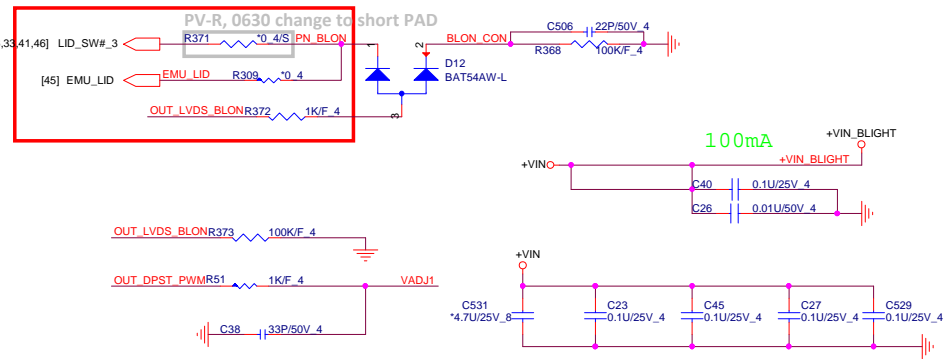 PV-R, 0630 change to short PAD
,33,41,46] LID_SW#_3 R371 *0_4/S PN_BLON
[45] EMU_LID EMU_LID R309 *0_4
OUT_LVDS_BLON R372 1K/F_4
1
2
3
D12
BAT54AW-L
BLON_CON
C506 22P/50V_4
R368 100K/F_4
100mA
+VIN_BLIGHT
+VIN +VIN_BLIGHT
C40 0.1U/25V_4
C26 0.01U/50V_4
OUT_LVDS_BLON R373 100K/F_4
OUT_DPST_PWM R51 1K/F_4 VADJ1
C38 33P/50V_4
+VIN
C531
*4.7U/25V_8
C23
0.1U/25V_4
C45
0.1U/25V_4
C27
0.1U/25V_4
C529
0.1U/25V_4